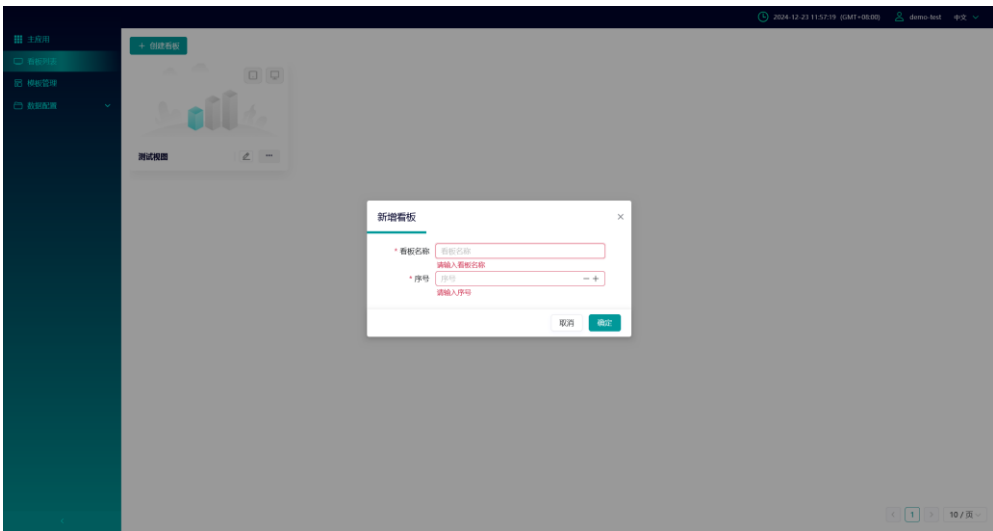 2024-12-23 11:57:19 (GMT+08:00) demo-test 中文
主应用
看板列表
模板管理
数据配置
+ 创建看板
测试视图
新增看板
* 看板名称 看板名称
请输入看板名称
* 序号 序号
请输入序号
取消 确定
1 10 / 页